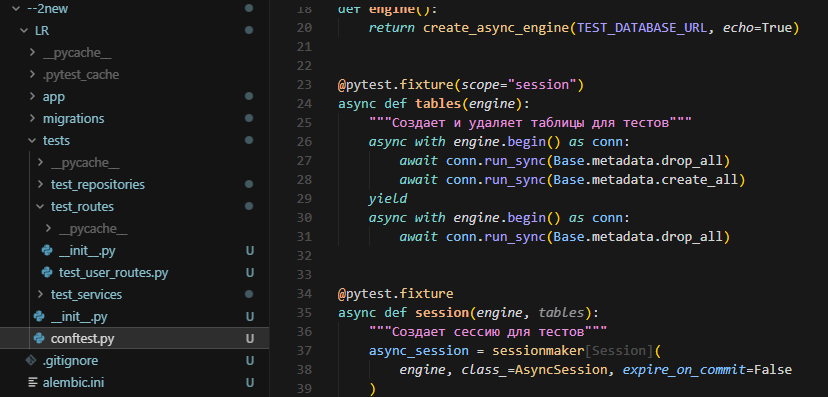 --2new
LR
__pycache__
.pytest_cache
app
migrations
tests
__pycache__
test_repositories
test_routes
__pycache__
__init__.py U
test_user_routes.py U
test_services
__init__.py U
conftest.py U
.gitignore
alembic.ini U
18 def engine():
20 return create_async_engine(TEST_DATABASE_URL, echo=True)
21
22
23 @pytest.fixture(scope="session")
24 async def tables(engine):
25 """Создает и удаляет таблицы для тестов"""
26 async with engine.begin() as conn:
27 await conn.run_sync(Base.metadata.drop_all)
28 await conn.run_sync(Base.metadata.create_all)
29 yield
30 async with engine.begin() as conn:
31 await conn.run_sync(Base.metadata.drop_all)
32
33
34 @pytest.fixture
35 async def session(engine, tables):
36 """Создает сессию для тестов"""
37 async_session = sessionmaker[Session](
38 engine, class_=AsyncSession, expire_on_commit=False
39 )